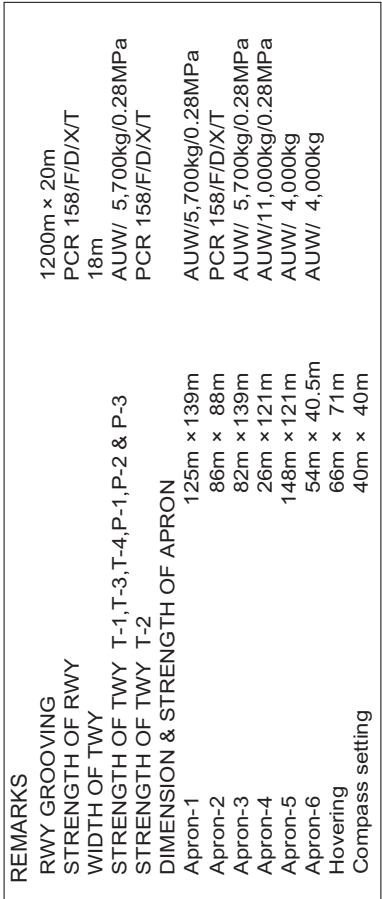 REMARKS
RWY GROOVING 1200m × 20m
STRENGTH OF RWY PCR 158/F/D/X/T
WIDTH OF TWY 18m
STRENGTH OF TWY T-1,T-3,T-4,P-1,P-2 & P-3 AUW/ 5,700kg/0.28MPa
STRENGTH OF TWY T-2 PCR 158/F/D/X/T
DIMENSION & STRENGTH OF APRON
Apron-1 125m ×139m AUW/5,700kg/0.28MPa
Apron-2 86m × 88m PCR 158/F/D/X/T
Apron-3 82m ×139m AUW/ 5,700kg/0.28MPa
Apron-4 26m ×121m AUW/11,000kg/0.28MPa
Apron-5 148m ×121m AUW/ 4,000kg
Apron-6 54m × 40.5m AUW/ 4,000kg
Hovering 66m × 71m
Compass setting 40m × 40m